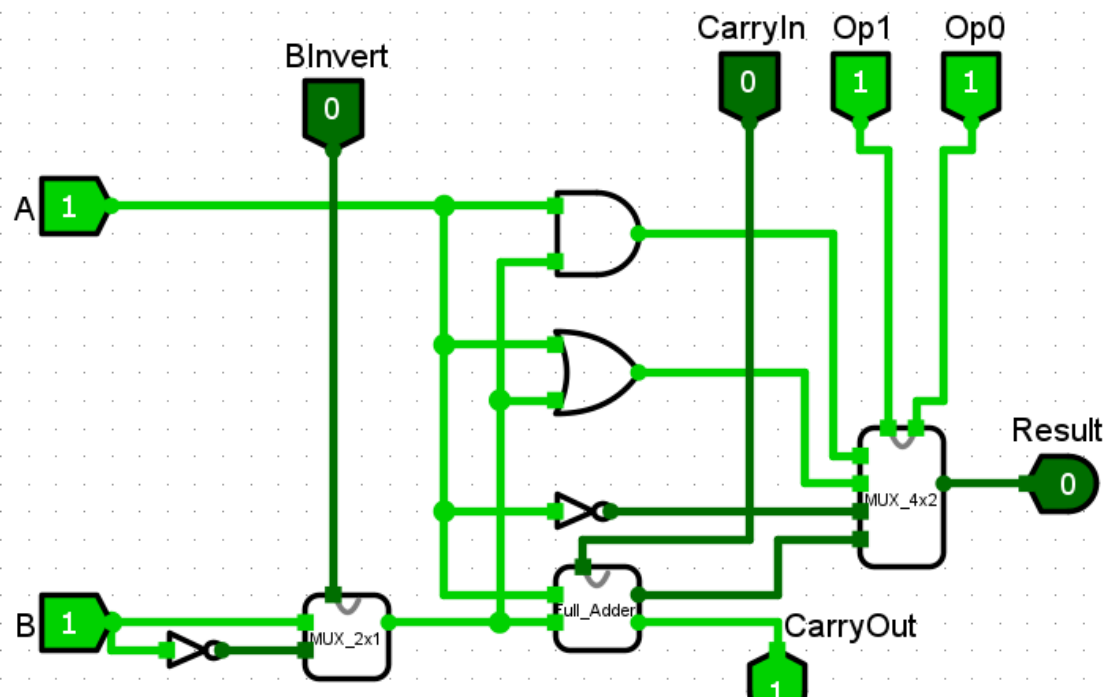 CarryIn Op1 Op0
BInvert
0 1 1
0
A 1
Result
MUX_4x2
0
Full_Adder
B 1
MUX_2x1
CarryOut
1